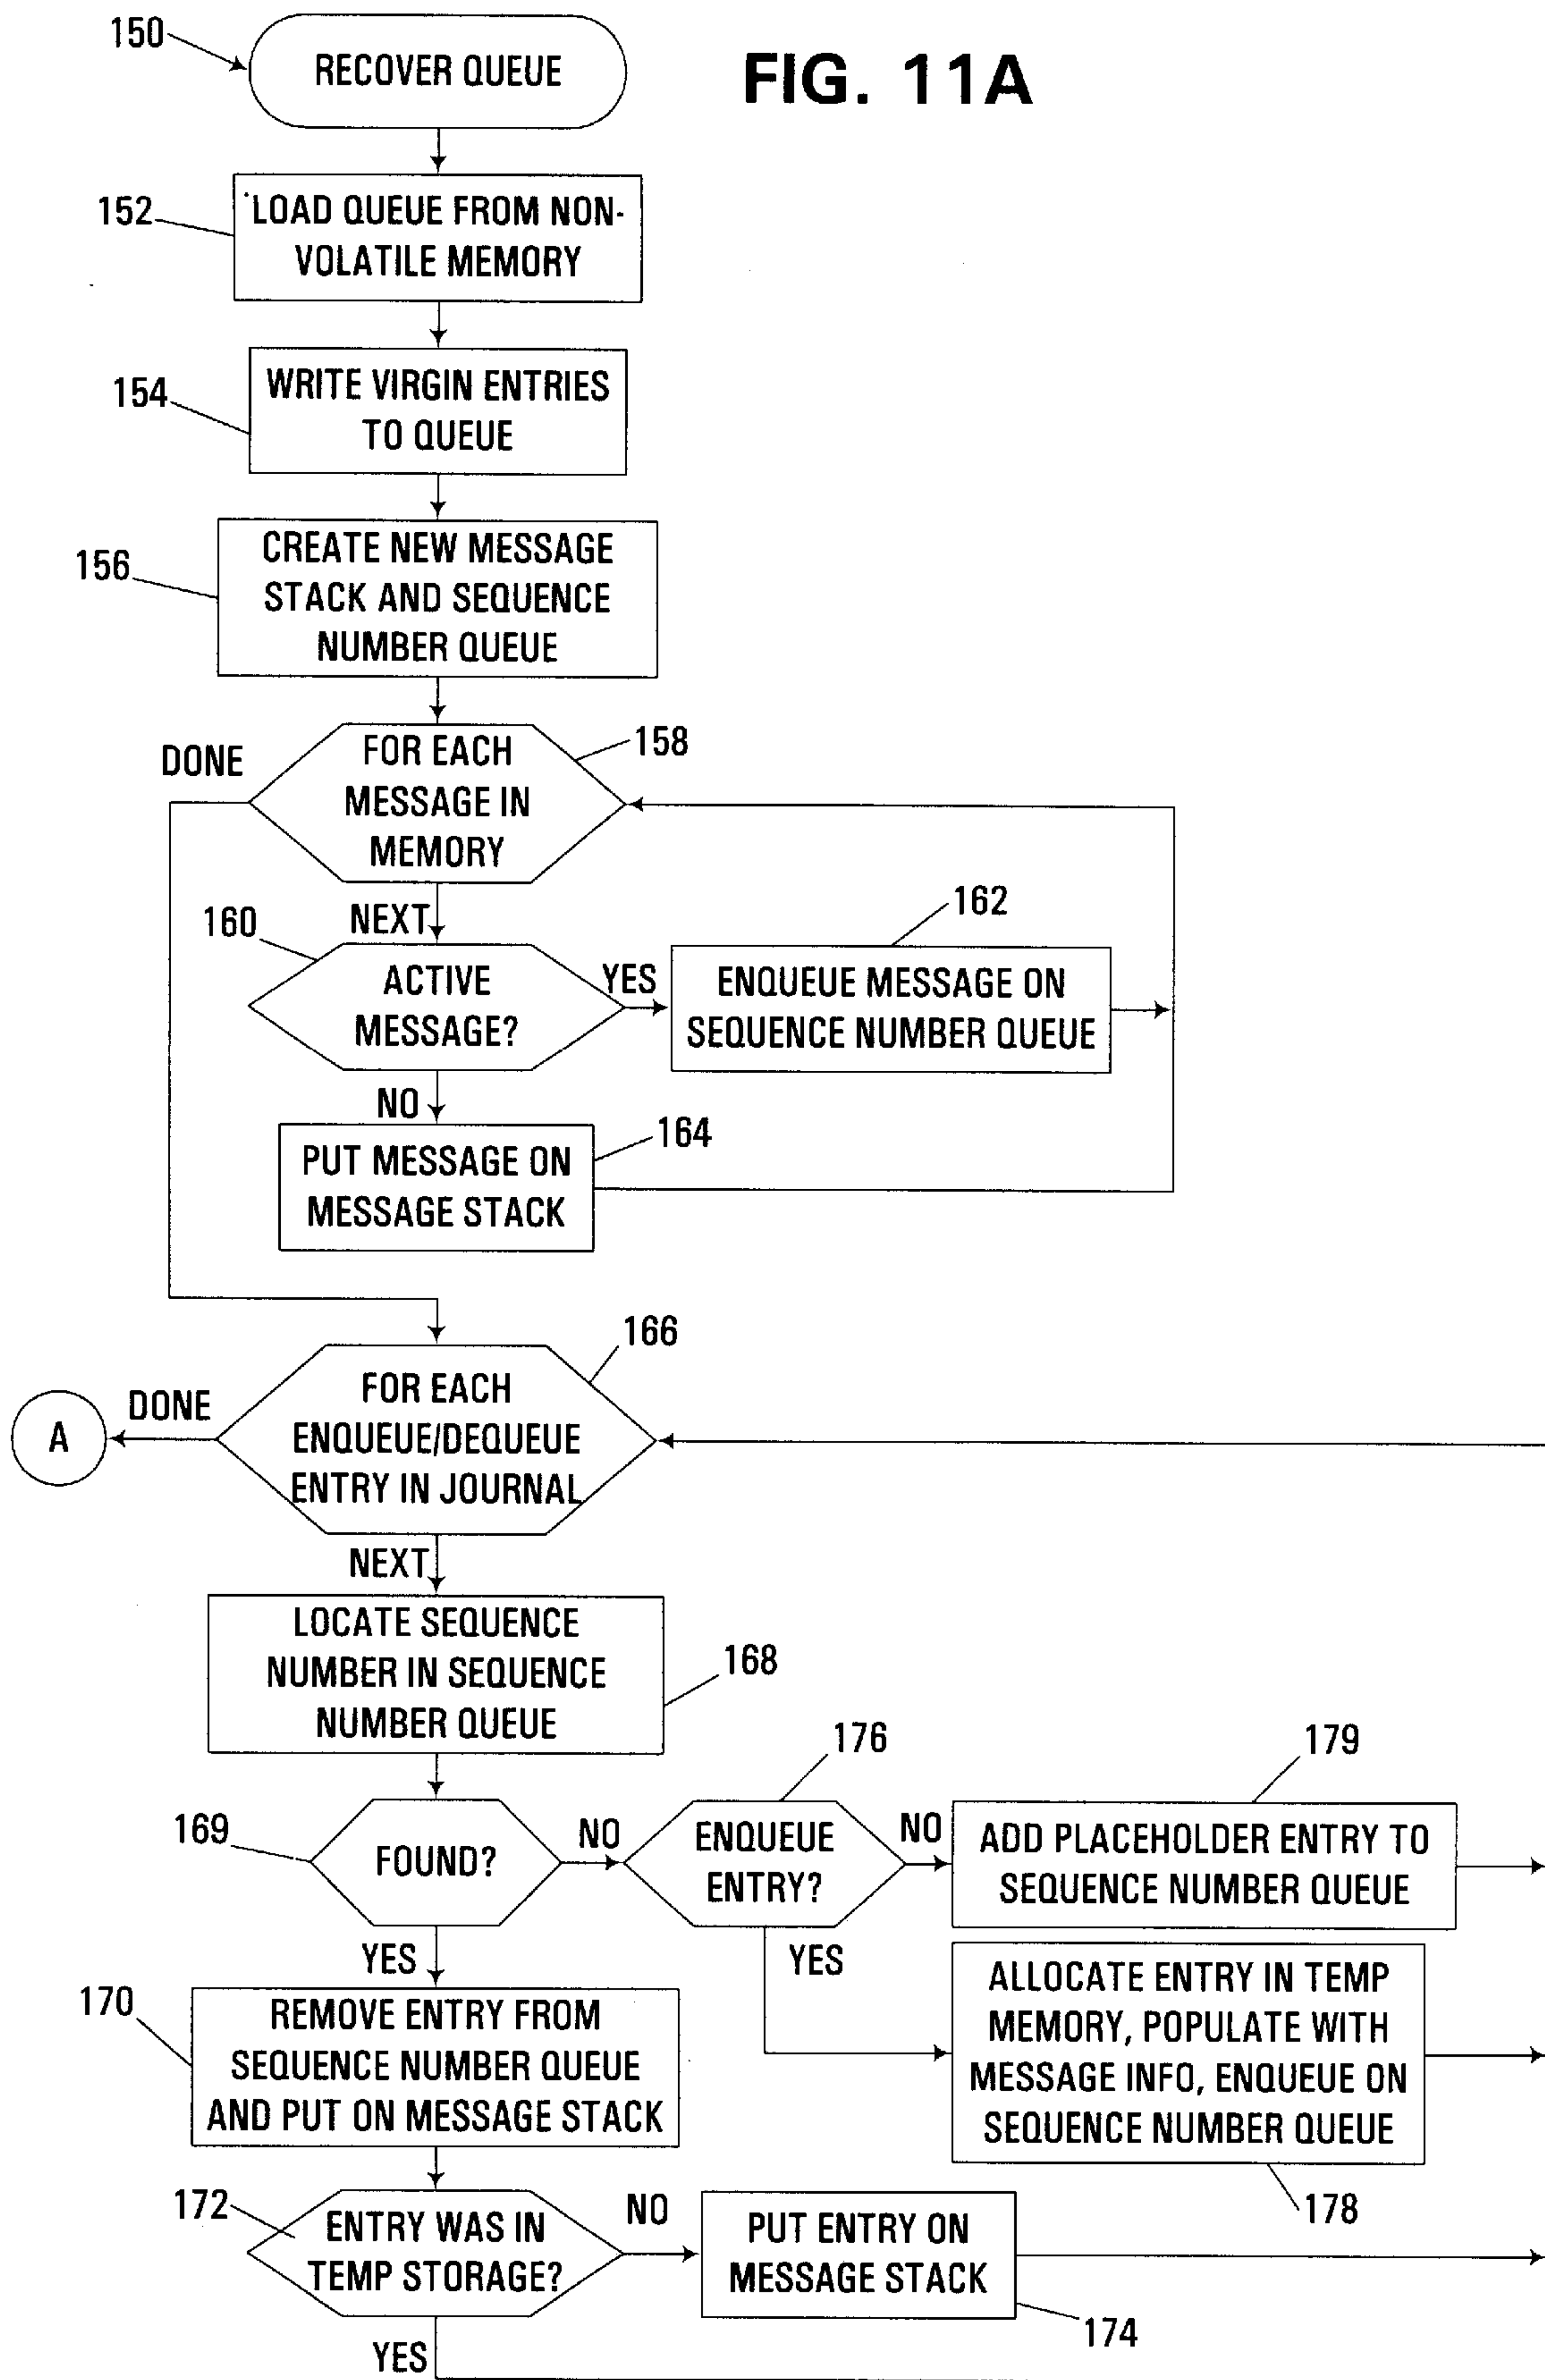 150
RECOVER QUEUE
FIG. 11A
152
LOAD QUEUE FROM NON-
VOLATILE MEMORY
154
WRITE VIRGIN ENTRIES
TO QUEUE
156
CREATE NEW MESSAGE
STACK AND SEQUENCE
NUMBER QUEUE
DONE
FOR EACH
MESSAGE IN
MEMORY
158
NEXT
160
ACTIVE
MESSAGE?
YES
162
ENQUEUE MESSAGE ON
SEQUENCE NUMBER QUEUE
NO
164
PUT MESSAGE ON
MESSAGE STACK
166
FOR EACH
ENQUEUE/DEQUEUE
ENTRY IN JOURNAL
DONE
A
NEXT
LOCATE SEQUENCE
NUMBER IN SEQUENCE
NUMBER QUEUE
168
169
FOUND?
NO
176
ENQUEUE
ENTRY?
NO
179
ADD PLACEHOLDER ENTRY TO
SEQUENCE NUMBER QUEUE
YES
YES
ALLOCATE ENTRY IN TEMP
MEMORY, POPULATE WITH
MESSAGE INFO, ENQUEUE ON
SEQUENCE NUMBER QUEUE
178
170
REMOVE ENTRY FROM
SEQUENCE NUMBER QUEUE
AND PUT ON MESSAGE STACK
172
ENTRY WAS IN
TEMP STORAGE?
NO
PUT ENTRY ON
MESSAGE STACK
174
YES